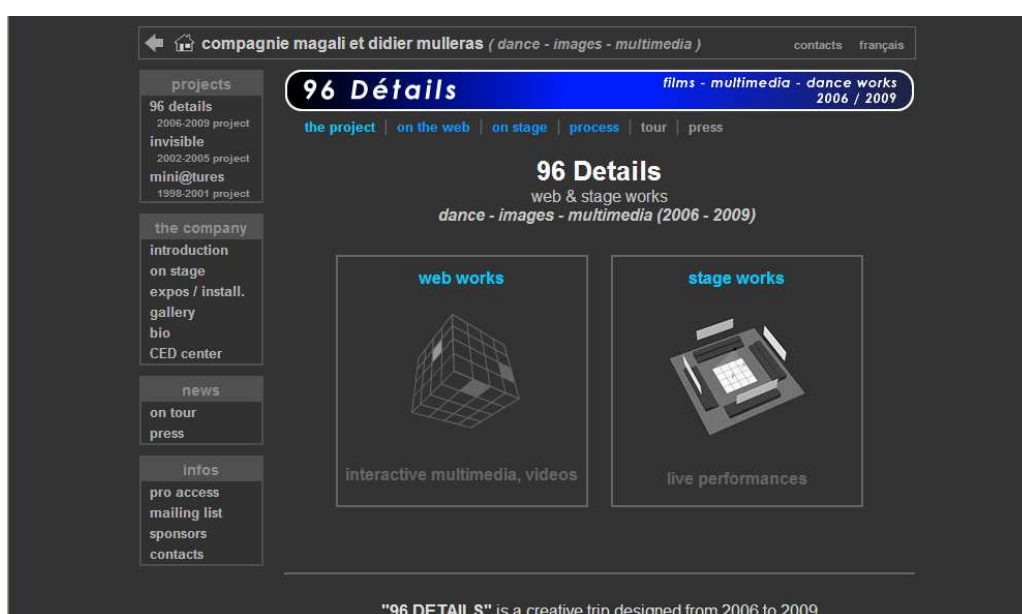 compagnie magali et didier mulleras ( dance - images - multimedia )
contacts français
projects
96 details
2006-2009 project
invisible
2002-2005 project
mini@tures
1998-2001 project
the company
introduction
on stage
expos / install.
gallery
bio
CED center
news
on tour
press
infos
pro access
mailing list
sponsors
contacts
96 Détails
films - multimedia - dance works
2006 / 2009
the project | on the web | on stage | process | tour | press
96 Details
web & stage works
dance - images - multimedia (2006 - 2009)
web works
interactive multimedia, videos
stage works
live performances
"96 DETAILS" is a creative trip designed from 2006 to 2009